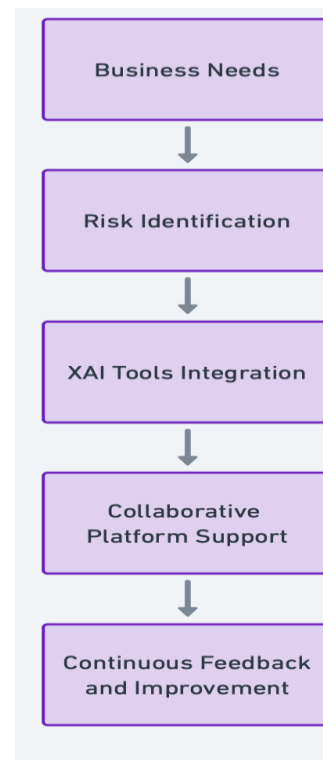 Business Needs
Risk Identification
XAI Tools Integration
Collaborative
Platform Support
Continuous Feedback
and Improvement